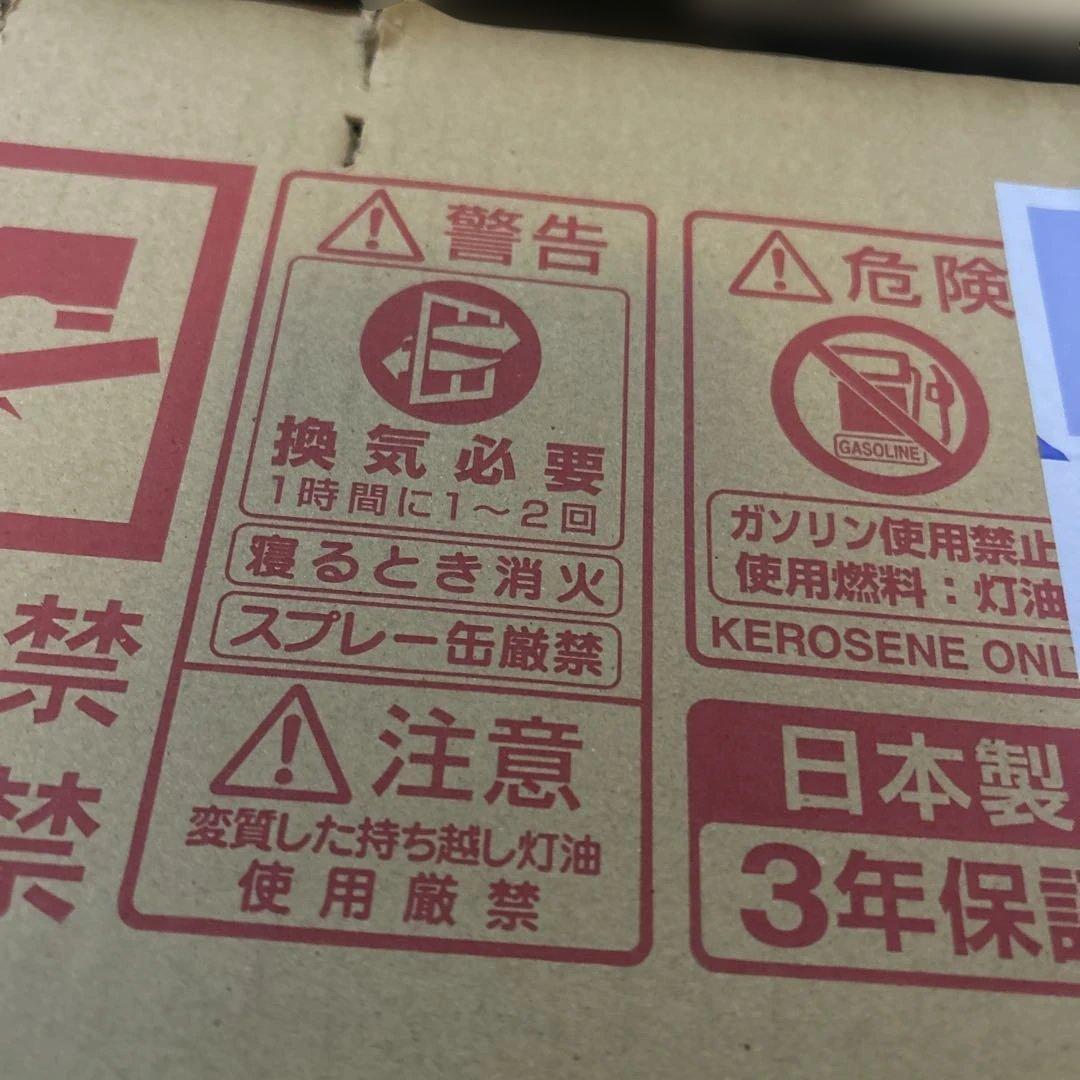 禁
禁
警告
換気必要
1時間に1～2回
寝るとき消火
スプレー缶厳禁
注意
変質した持ち越し灯油
使用厳禁
危険
GASOLINE
ガソリン使用禁止
使用燃料：灯油
KEROSENE ONLY
日本製
3年保証